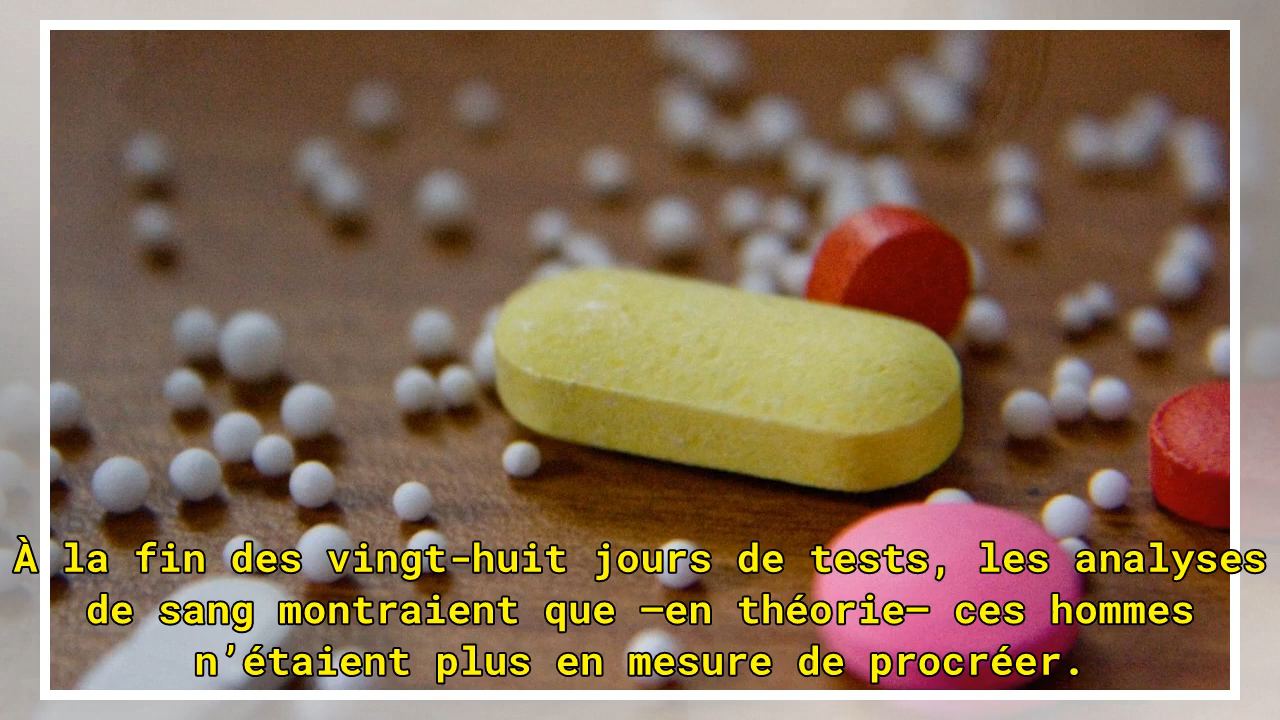 À la fin des vingt-huit jours de tests, les analyses
de sang montraient que —en théorie— ces hommes
n’étaient plus en mesure de procréer.